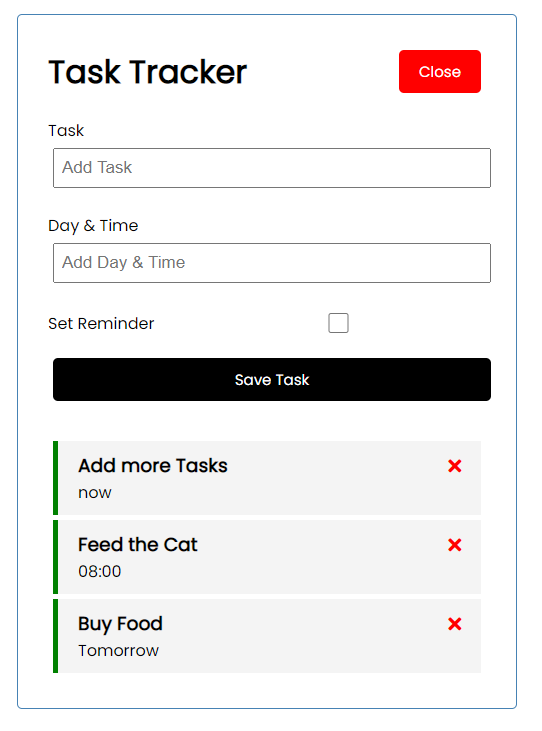 Task Tracker
Close
Task
Add Task
Day & Time
Add Day & Time
Set Reminder
Save Task
Add more Tasks
now
Feed the Cat
08:00
Buy Food
Tomorrow